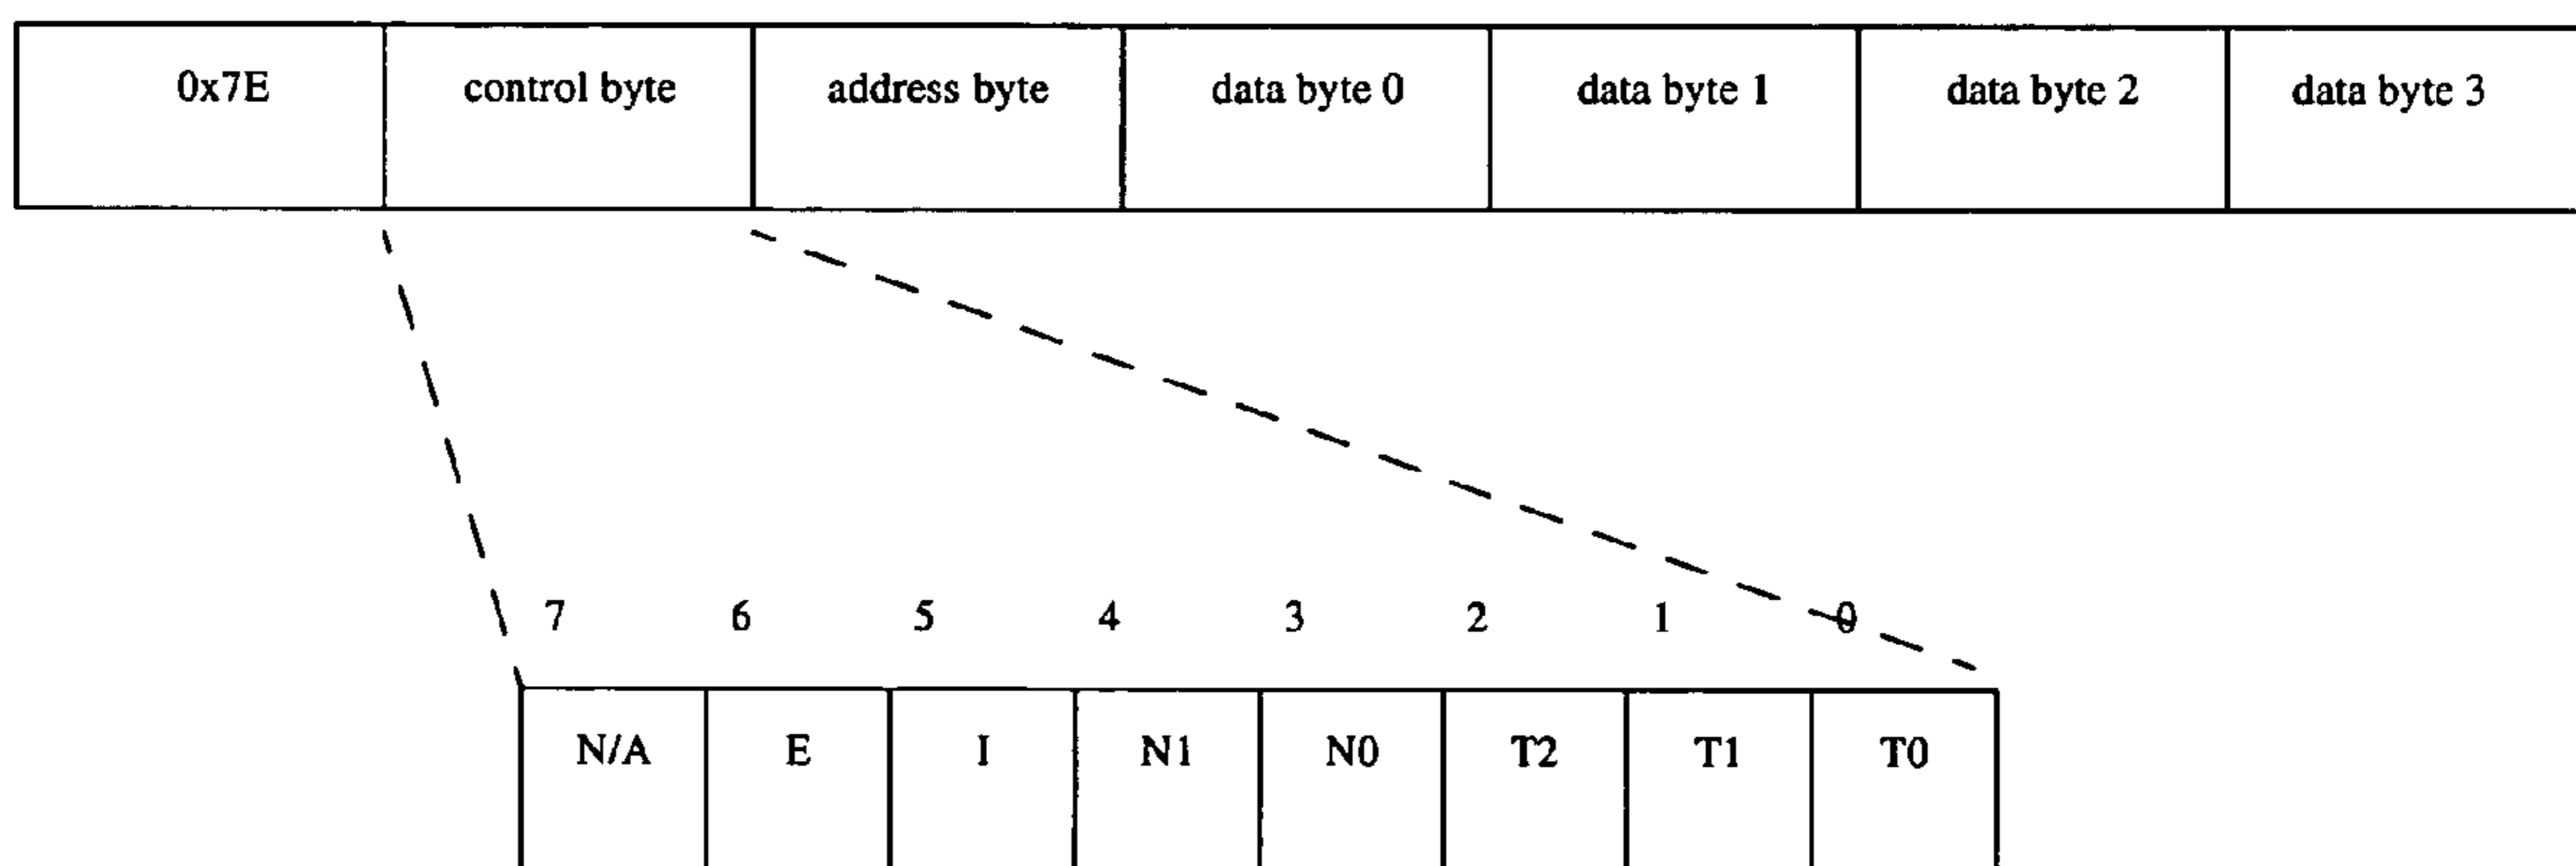 0x7E control byte address byte data byte 0 data byte 1 data byte 2 data byte 3
7 6 5 4 3 2 1 0
N/A E I N1 N0 T2 T1 T0